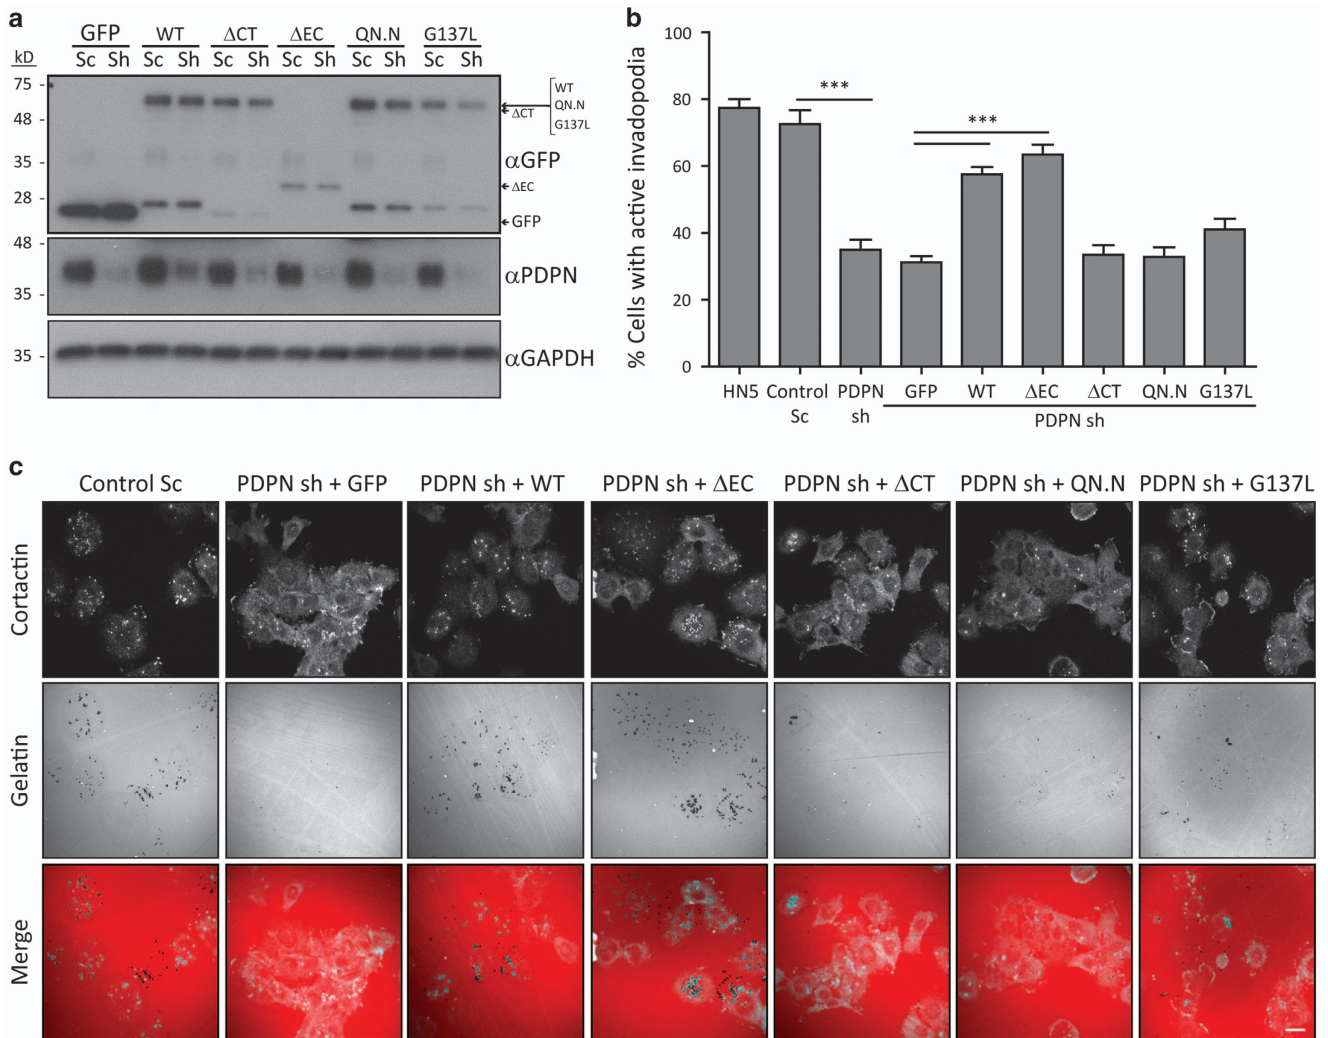 a
GFP WT ΔCT ΔEC QN.N G137L
kD Sc Sh Sc Sh Sc Sh Sc Sh Sc Sh Sc Sh
75 -
48 -
35 -
28 -
WT
QN.N
G137L
ΔCT
αGFP
ΔEC
GFP
48 -
35 -
αPDPN
35 -
αGAPDH
b
% Cells with active invadopodia
100
80
60
40
20
0
***
***
HN5 Control Sc PDPN sh GFP WT ΔEC ΔCT QN.N G137L
PDPN sh
c
Control Sc PDPN sh + GFP PDPN sh + WT PDPN sh + ΔEC PDPN sh + ΔCT PDPN sh + QN.N PDPN sh + G137L
Cortactin
Gelatin
Merge